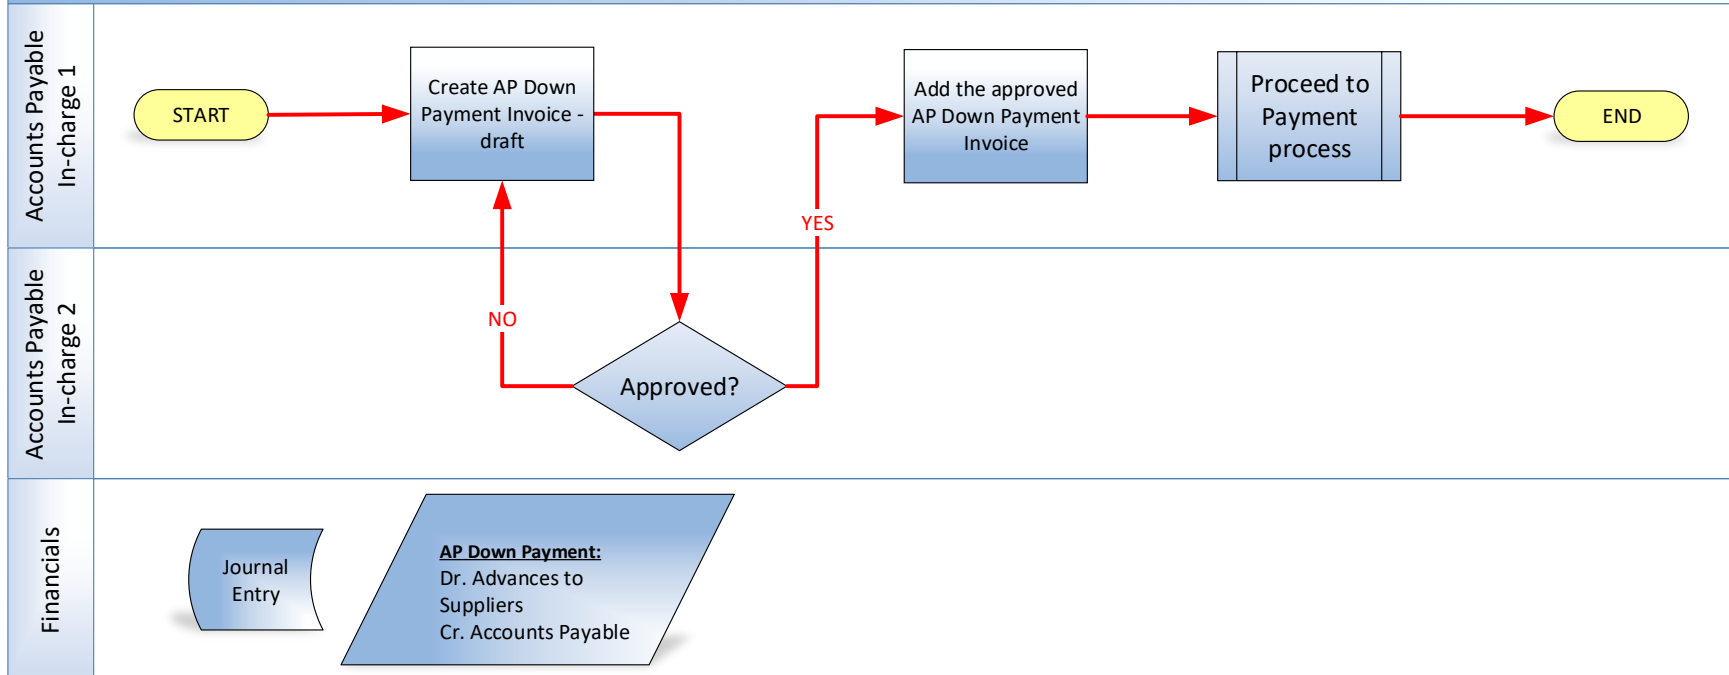 Accounts Payable
In-charge 1
START
Create AP Down
Payment Invoice -
draft
Add the approved
AP Down Payment
Invoice
Proceed to
Payment
process
END
YES
Accounts Payable
In-charge 2
NO
Approved?
Financials
Journal
Entry
AP Down Payment:
Dr. Advances to
Suppliers
Cr. Accounts Payable